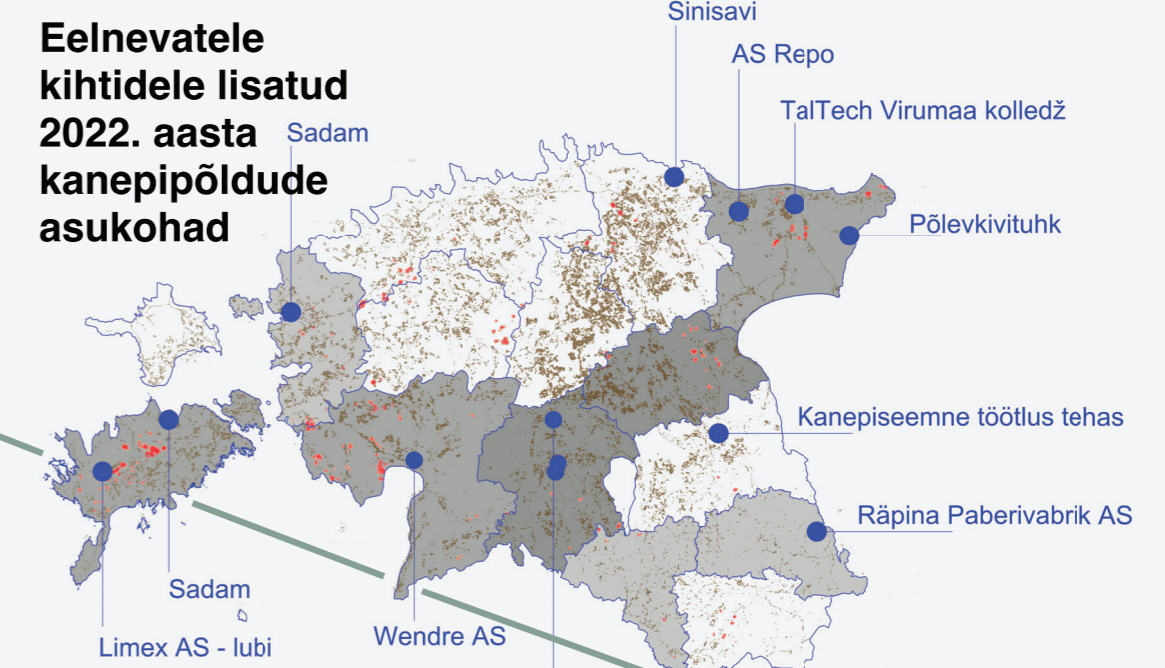 Eelnevatele
kihtidele lisatud
2022. aasta
kanepipõldude
asukohad
Sinisavi
AS Repo
TalTech Virumaa kolledž
Sadam
Põlevkivituhk
Kanepiseemne töötlus tehas
Räpina Paberivabrik AS
Sadam
Wendre AS
Limex AS - lubi